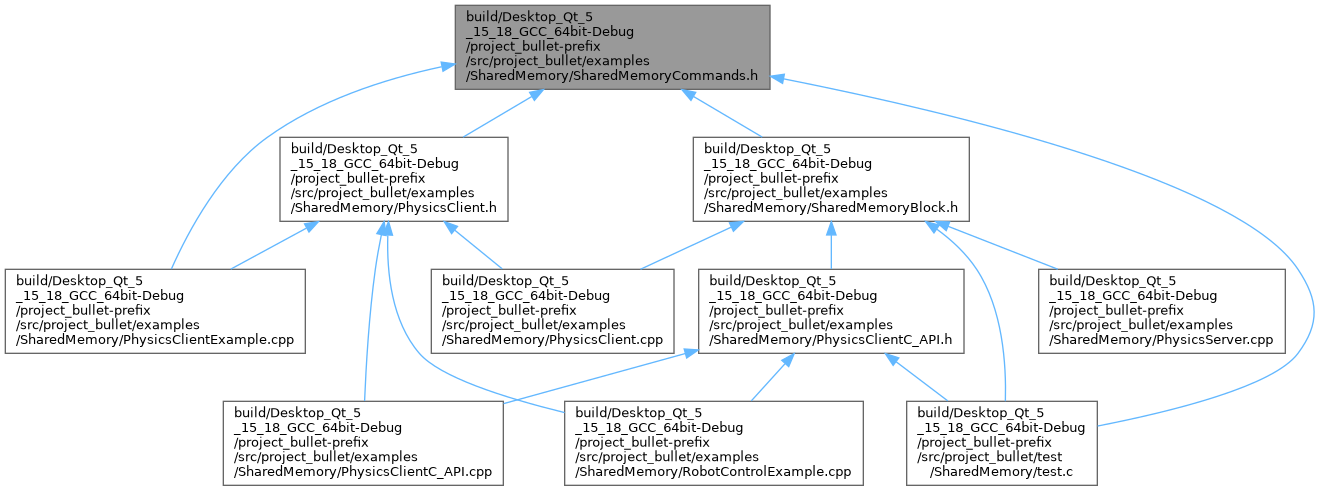 build/Desktop_Qt_5
_15_18_GCC_64bit-Debug
/project_bullet-prefix
/src/project_bullet/examples
/SharedMemory/SharedMemoryCommands.h
build/Desktop_Qt_5
_15_18_GCC_64bit-Debug
/project_bullet-prefix
/src/project_bullet/examples
/SharedMemory/PhysicsClient.h
build/Desktop_Qt_5
_15_18_GCC_64bit-Debug
/project_bullet-prefix
/src/project_bullet/examples
/SharedMemory/SharedMemoryBlock.h
build/Desktop_Qt_5
_15_18_GCC_64bit-Debug
/project_bullet-prefix
/src/project_bullet/examples
/SharedMemory/PhysicsClientExample.cpp
build/Desktop_Qt_5
_15_18_GCC_64bit-Debug
/project_bullet-prefix
/src/project_bullet/examples
/SharedMemory/PhysicsClient.cpp
build/Desktop_Qt_5
_15_18_GCC_64bit-Debug
/project_bullet-prefix
/src/project_bullet/examples
/SharedMemory/PhysicsClientC_API.h
build/Desktop_Qt_5
_15_18_GCC_64bit-Debug
/project_bullet-prefix
/src/project_bullet/examples
/SharedMemory/PhysicsServer.cpp
build/Desktop_Qt_5
_15_18_GCC_64bit-Debug
/project_bullet-prefix
/src/project_bullet/examples
/SharedMemory/PhysicsClientC_API.cpp
build/Desktop_Qt_5
_15_18_GCC_64bit-Debug
/project_bullet-prefix
/src/project_bullet/examples
/SharedMemory/RobotControlExample.cpp
build/Desktop_Qt_5
_15_18_GCC_64bit-Debug
/project_bullet-prefix
/src/project_bullet/test
/SharedMemory/test.c